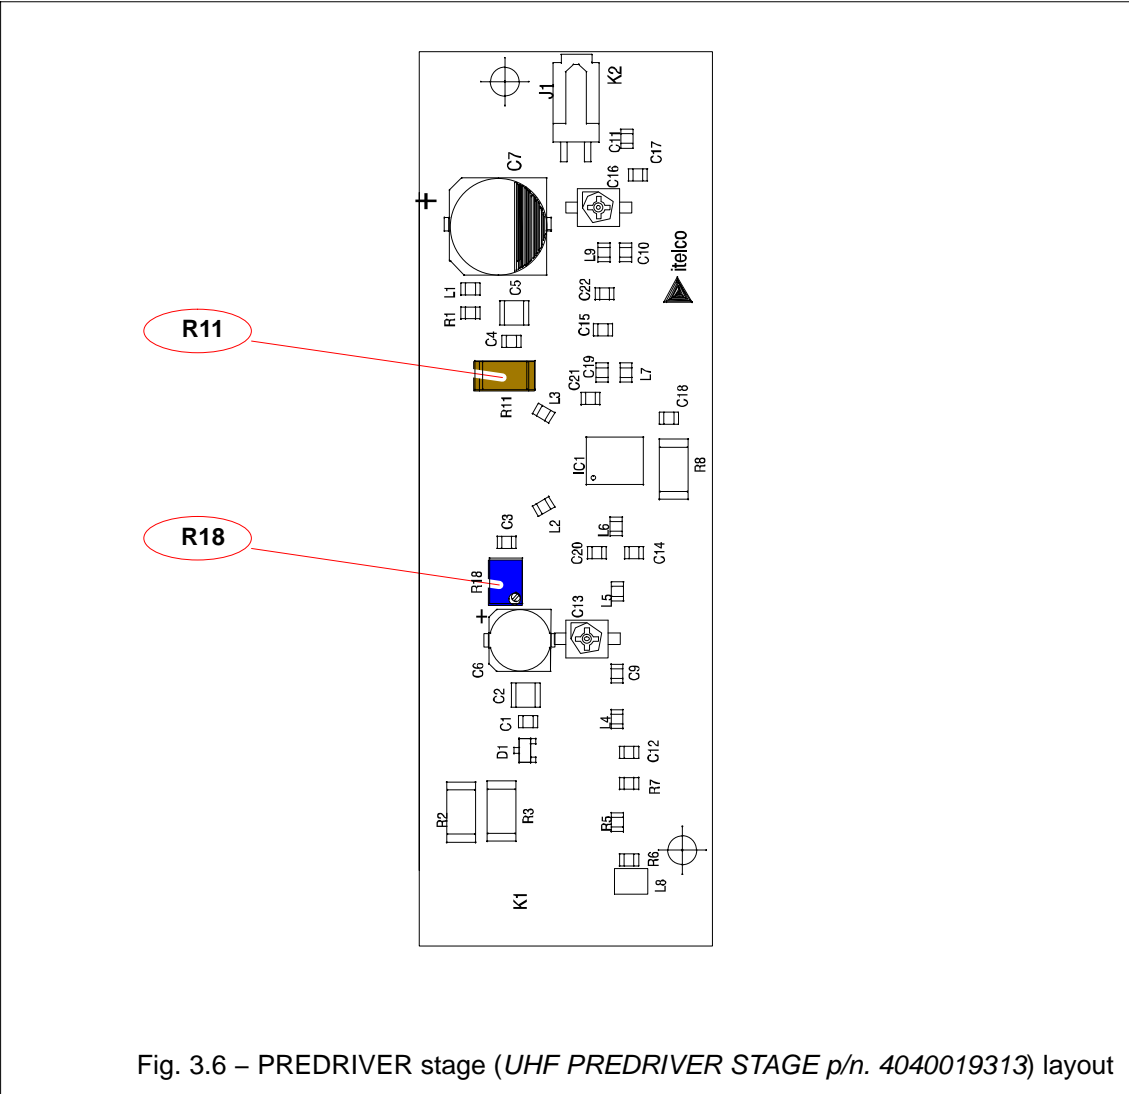 K2
J1
C11
C17
C7
C16
+
L9
C10
itelco
L1
C5
C22
R1
C15
C4
R11
C19
L7
C21
R11
L3
C18
IC1
R8
L2
C3
L6
R18
C20
C14
R18
L5
C13
+
C6
C9
C2
C1
L4
D1
C12
R7
R2
R3
R5
R6
L8
K1
Fig. 3.6 – PREDRIVER stage (UHF PREDRIVER STAGE p/n. 4040019313) layout